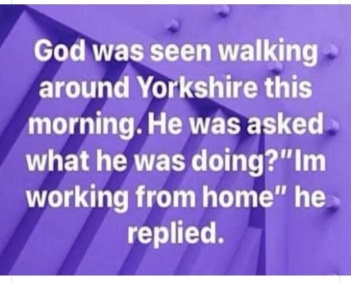 God was seen walking
around Yorkshire this
morning. He was asked
what he was doing?"Im
working from home" he
replied.